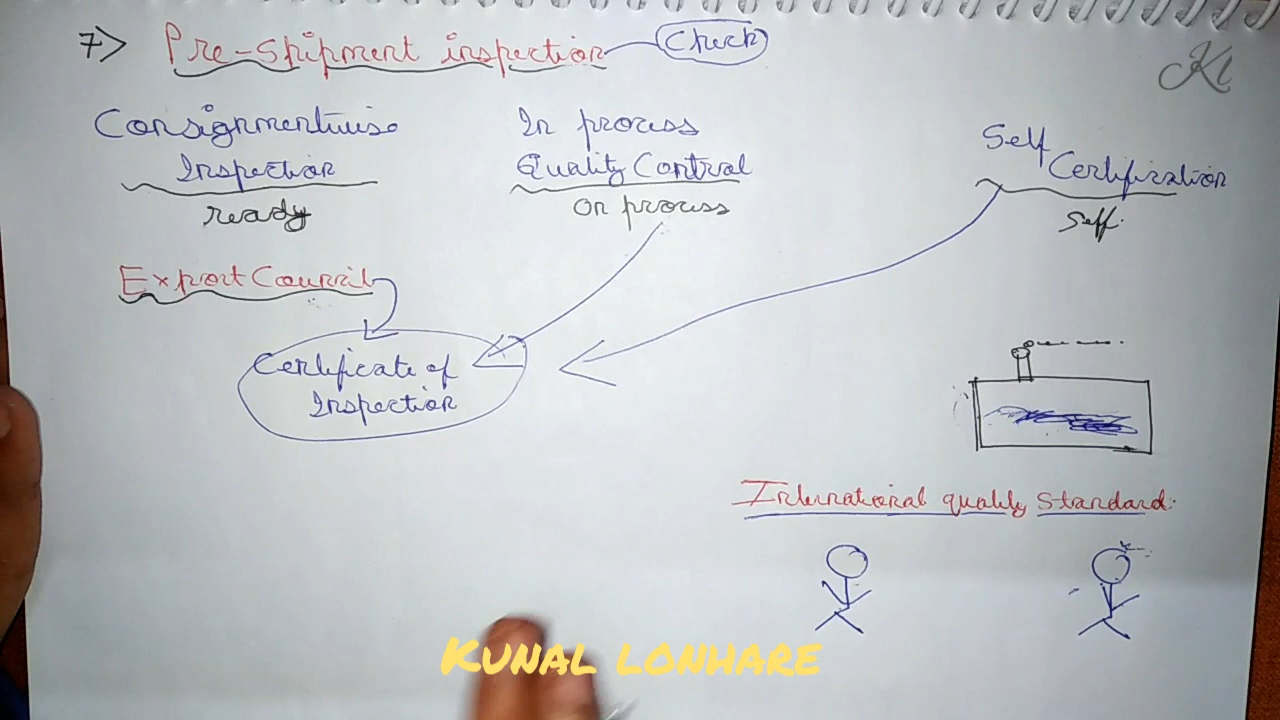 7> Pre-Shipment inspection Check
Kl
Consignmentwise
Inspection
ready
In process
Quality Control
On process
Self
Certification
Self.
Export Council
Certificate of
Inspection
International quality standard.
KUNAL LONHARE